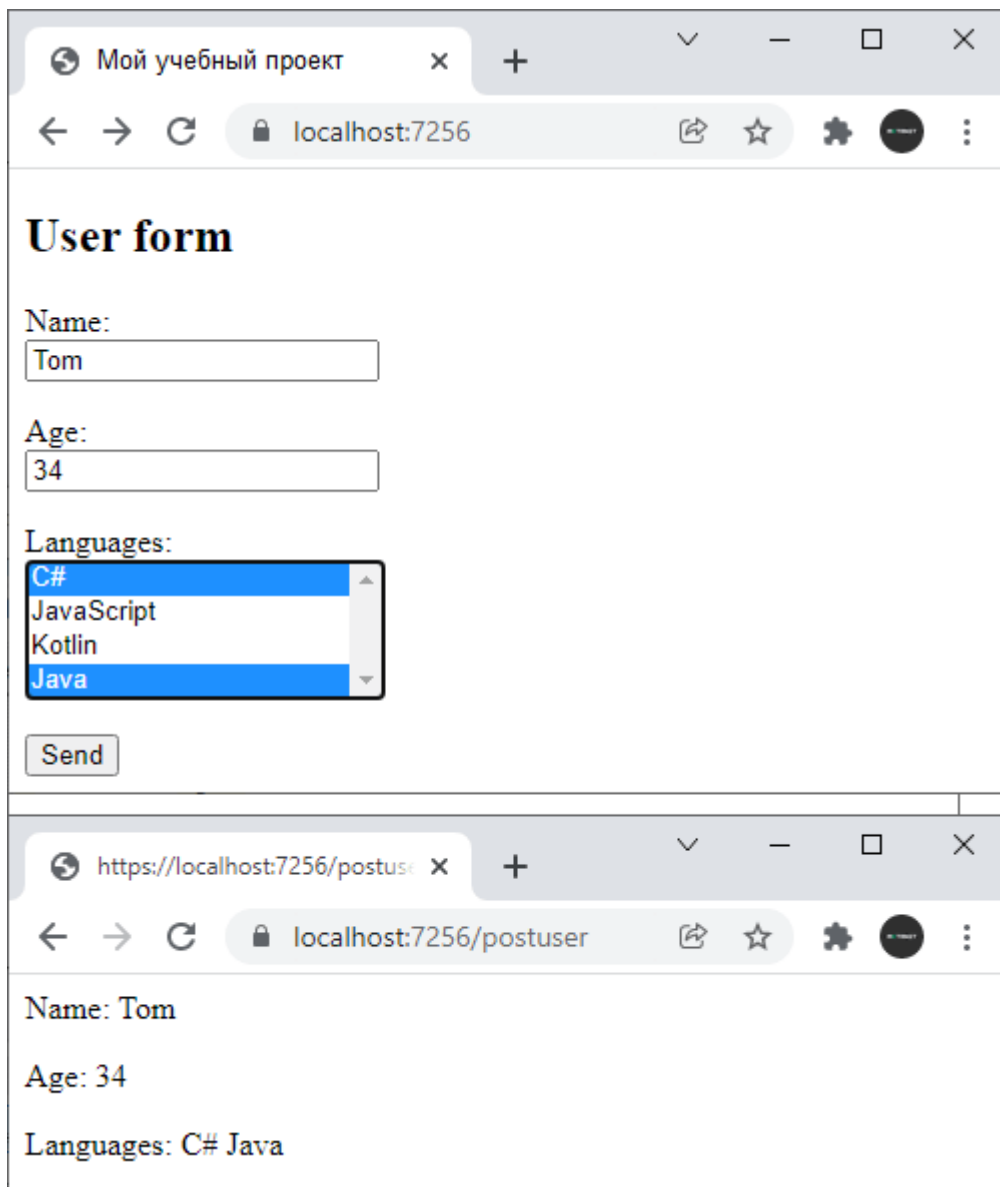 Мой учебный проект
localhost:7256
User form
Name:
Tom
Age:
34
Languages:
C#
JavaScript
Kotlin
Java
Send
https://localhost:7256/postus
localhost:7256/postuser
Name: Tom
Age: 34
Languages: C# Java